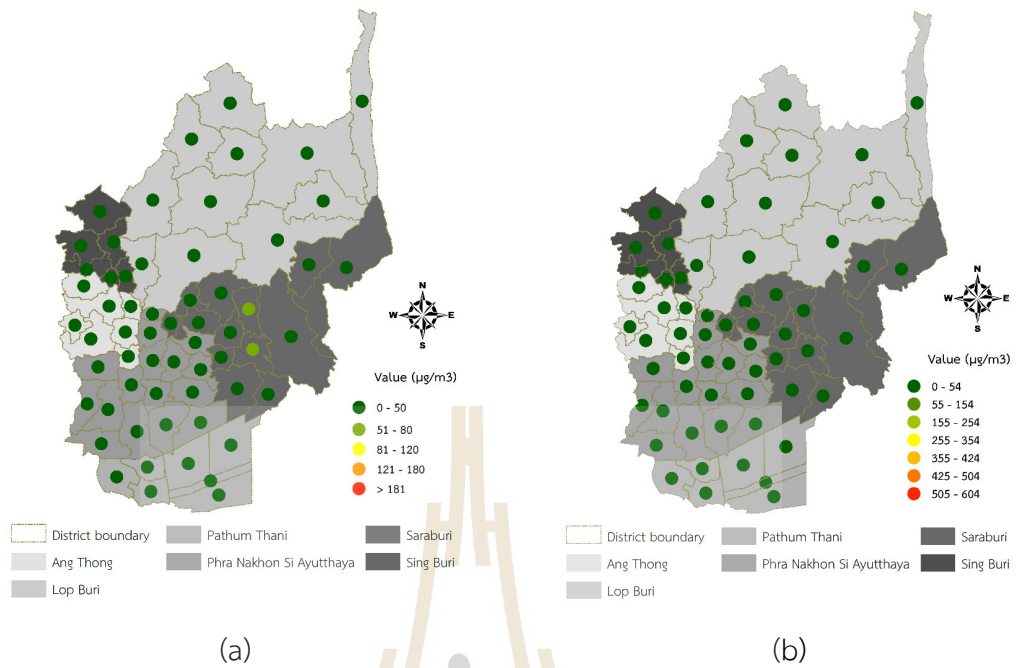 N
W E
S
Value (µg/m3)
0 - 50
51 - 80
81 - 120
121 - 180
> 181
District boundary
Pathum Thani
Saraburi
Ang Thong
Phra Nakhon Si Ayutthaya
Sing Buri
Lop Buri
(a)
N
W E
S
Value (µg/m3)
0 - 54
55 - 154
155 - 254
255 - 354
355 - 424
425 - 504
505 - 604
District boundary
Pathum Thani
Saraburi
Ang Thong
Phra Nakhon Si Ayutthaya
Sing Buri
Lop Buri
(b)